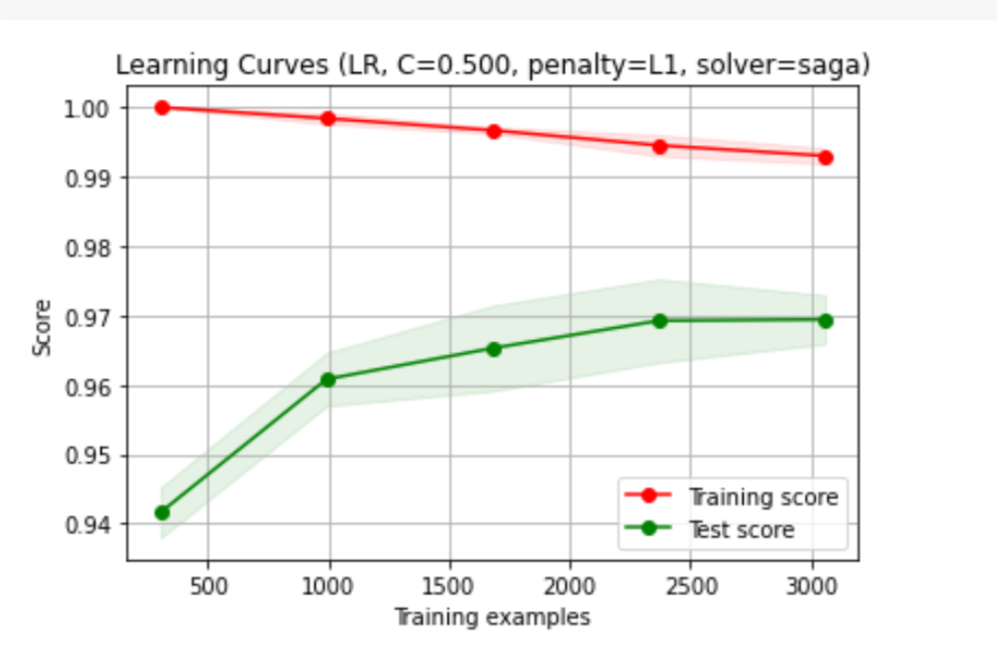 Learning Curves (LR, C=0.500, penalty=L1, solver=saga)
1.00
0.99
0.98
0.97
0.96
0.95
0.94
Score
Training score
Test score
500 1000 1500 2000 2500 3000
Training examples